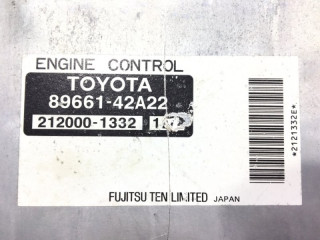 ENGINE CONTROL
TOYOTA
89661-42A22
212000-1332
*2121332E*
FUJITSU TEN LIMITED JAPAN